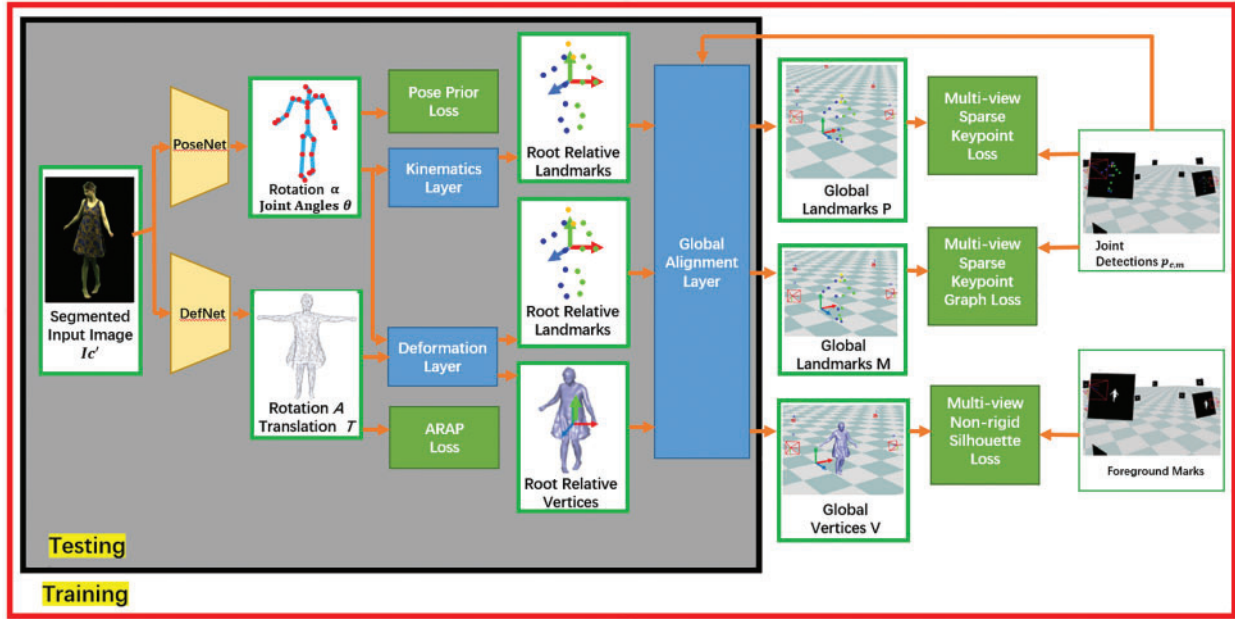 PoseNet
DefNet
Segmented
Input Image
Ic'
Rotation α
Joint Angles θ
Rotation A
Translation T
Pose Prior
Loss
Kinematics
Layer
Deformation
Layer
ARAP
Loss
Root Relative
Landmarks
Root Relative
Landmarks
Root Relative
Vertices
Global
Alignment
Layer
Global
Landmarks P
Global
Landmarks M
Global
Vertices V
Multi-view
Sparse
Keypoint
Loss
Multi-view
Sparse
Keypoint
Graph Loss
Multi-view
Non-rigid
Silhouette
Loss
Joint
Detections p_{c,m}
Foreground Marks
Testing
Training